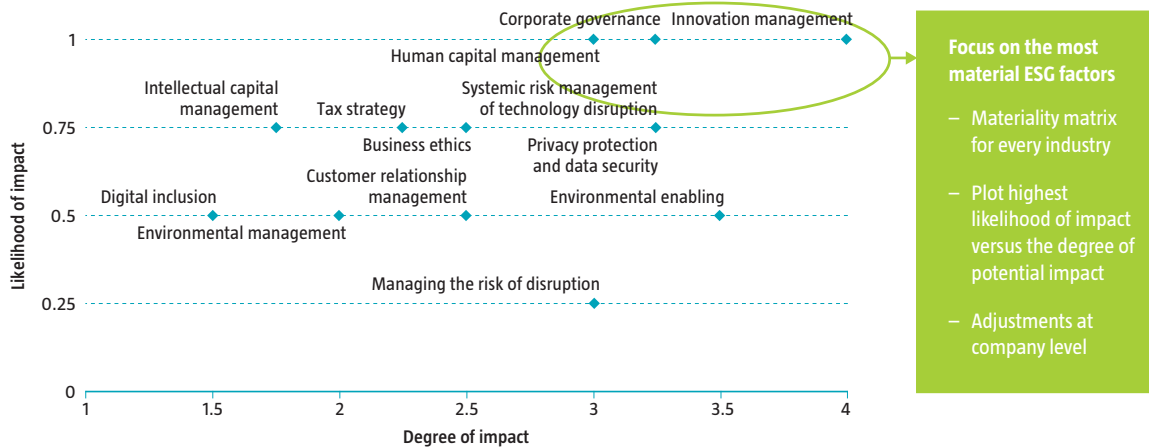 Corporate governance
Innovation management
1
Human capital management
Focus on the most
material ESG factors
Intellectual capital
management
Tax strategy
Systemic risk management
of technology disruption
– Materiality matrix
for every industry
0.75
Business ethics
Privacy protection
and data security
Likelihood of impact
Digital inclusion
Customer relationship
management
Environmental enabling
– Plot highest
likelihood of impact
versus the degree of
potential impact
0.5
Environmental management
Managing the risk of disruption
0.25
– Adjustments at
company level
0
1
1.5
2
2.5
3
3.5
4
Degree of impact